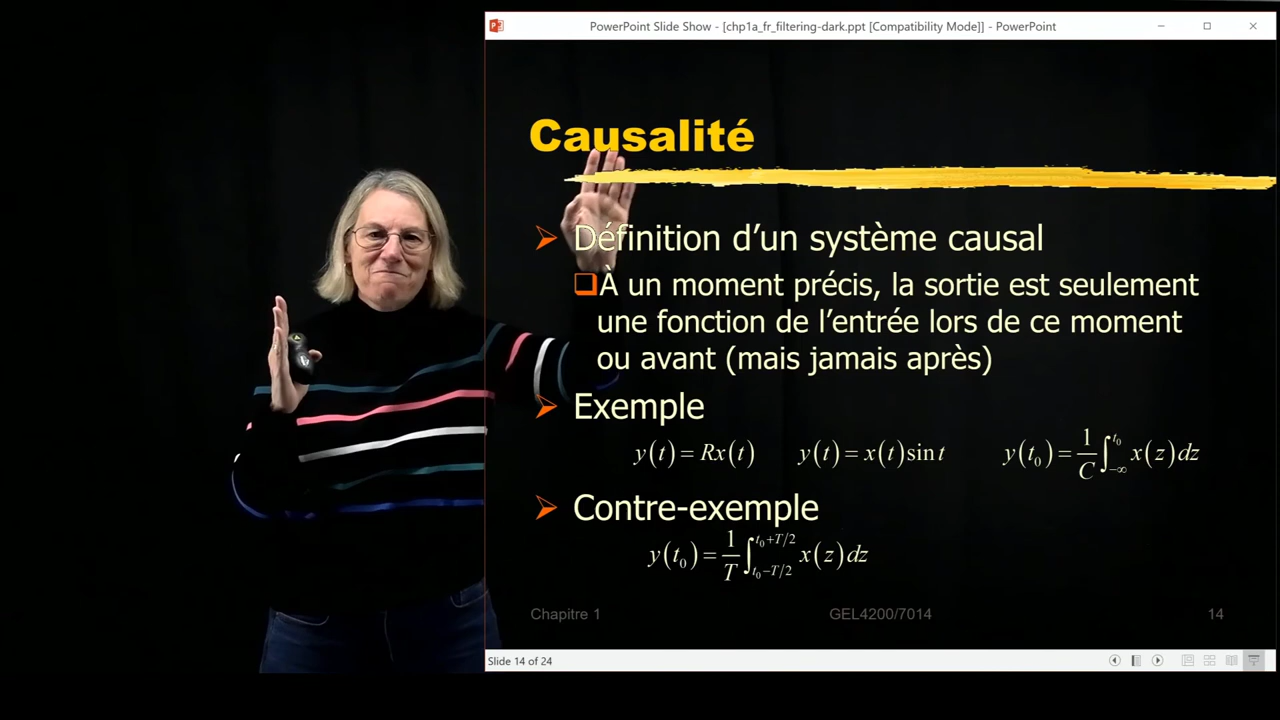 PowerPoint Slide Show - [chp1a_fr_filtering-dark.ppt [Compatibility Mode]] - PowerPoint
Causalité
Définition d’un système causal
À un moment précis, la sortie est seulement
une fonction de l’entrée lors de ce moment
ou avant (mais jamais après)
Exemple
y(t) = Rx(t) y(t) = x(t) sin t y(t₀) = 1/C ∫_{-∞}^{t₀} x(z) dz
Contre-exemple
y(t₀) = 1/T ∫_{t₀-T/2}^{t₀+T/2} x(z) dz
Chapitre 1 GEL4200/7014 14
Slide 14 of 24